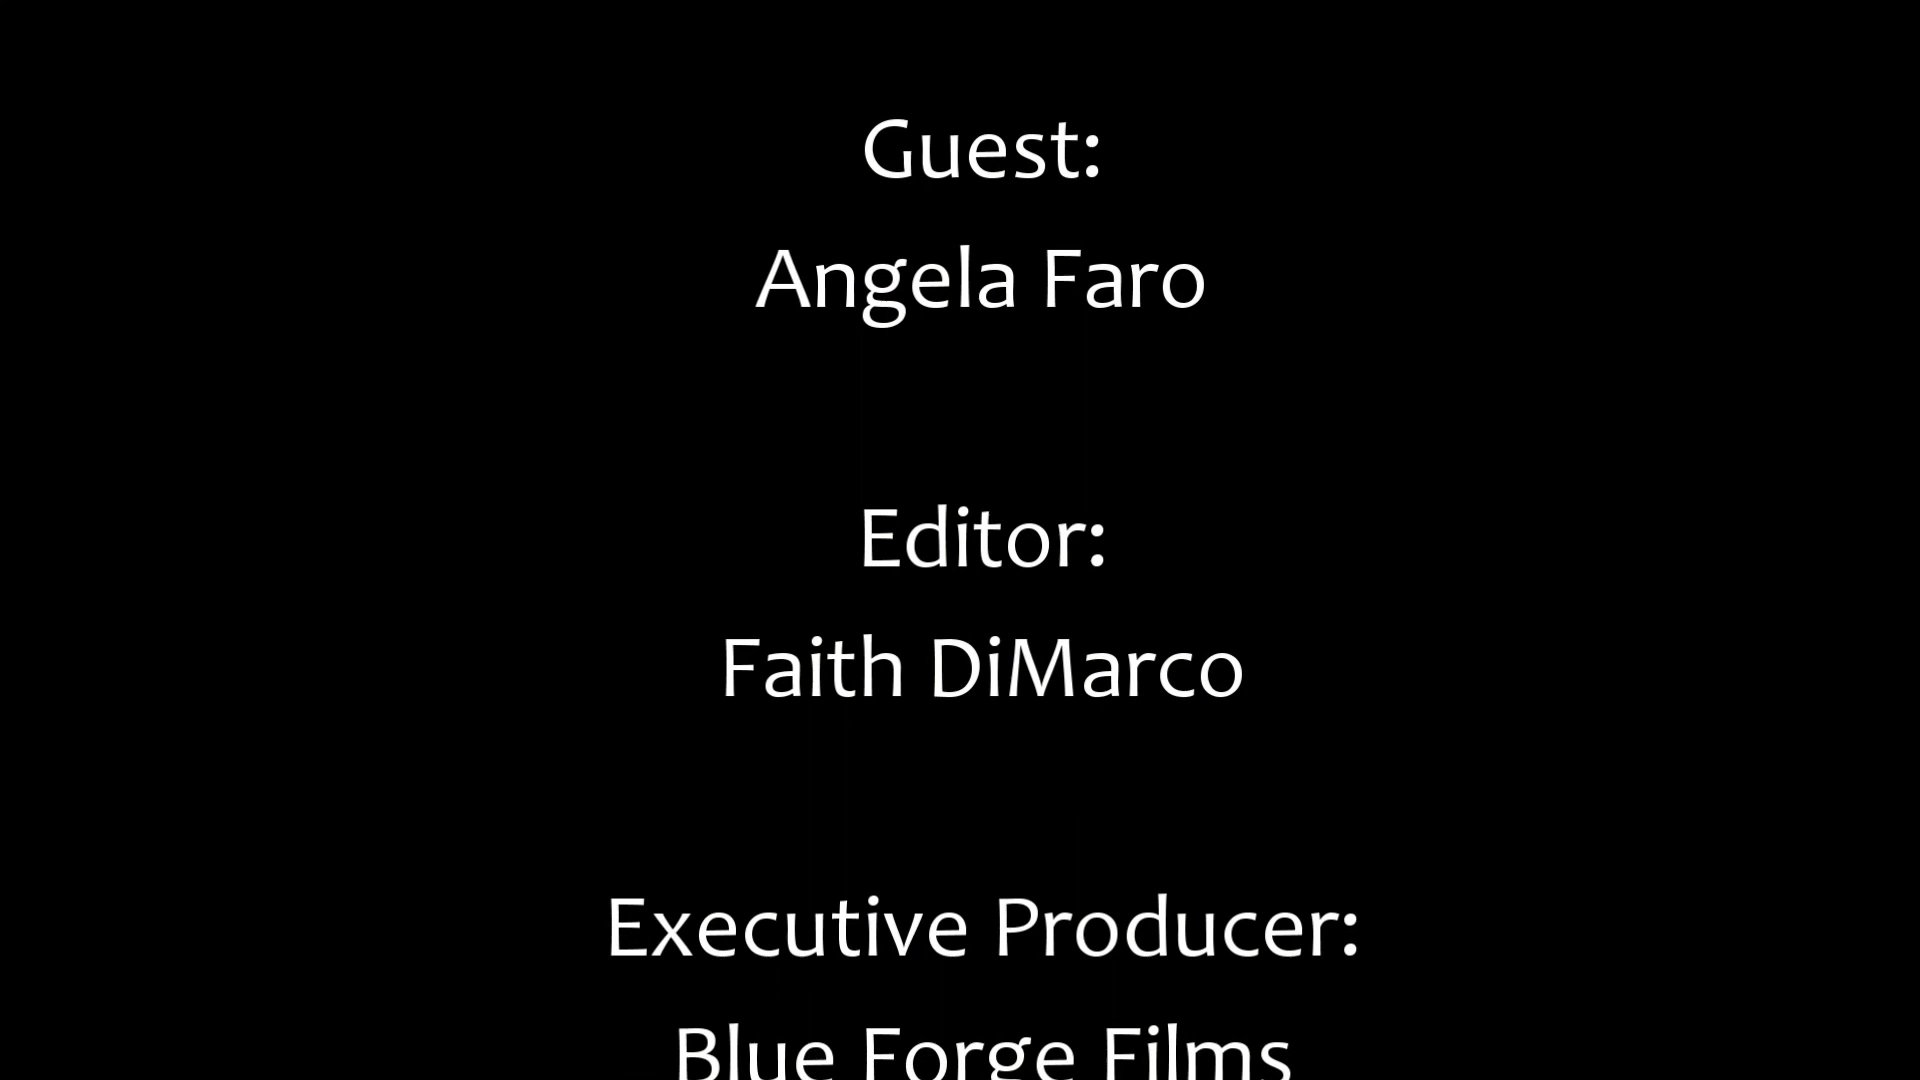 Guest:
Angela Faro
Editor:
Faith DiMarco
Executive Producer:
Blue Forge Films